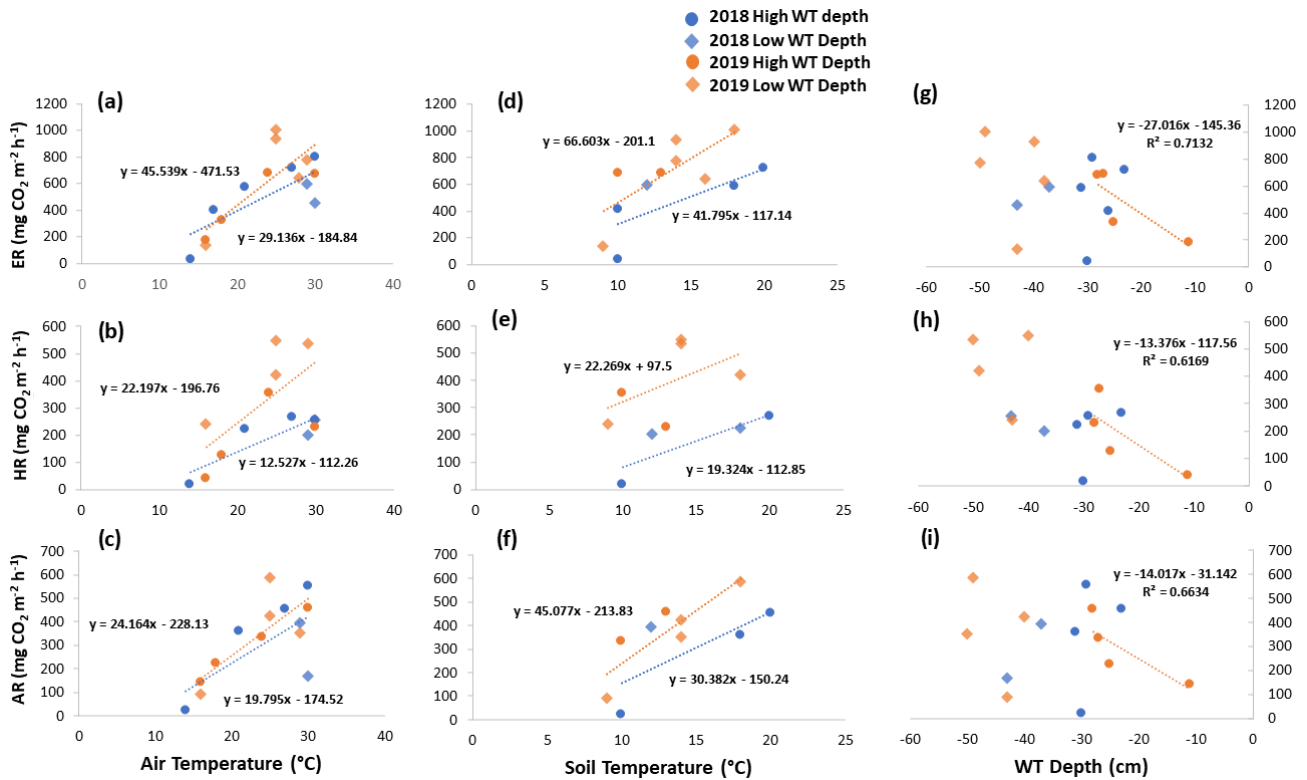 2018 High WT depth
2018 Low WT Depth
2019 High WT Depth
2019 Low WT Depth
(a)
ER (mg CO₂ m⁻² h⁻¹)
1200
1000
800
600
400
200
0
0 10 20 30 40
y = 45.539x - 471.53
y = 29.136x - 184.84
(d)
1200
1000
800
600
400
200
0
0 5 10 15 20 25
y = 66.603x - 201.1
y = 41.795x - 117.14
(g)
y = -27.016x - 145.36
R² = 0.7132
1200
1000
800
600
400
200
0
-60 -50 -40 -30 -20 -10 0
(b)
HR (mg CO₂ m⁻² h⁻¹)
600
500
400
300
200
100
0
0 10 20 30 40
y = 22.197x - 196.76
y = 12.527x - 112.26
(e)
600
500
400
300
200
100
0
0 5 10 15 20 25
y = 22.269x + 97.5
y = 19.324x - 112.85
(h)
y = -13.376x - 117.56
R² = 0.6169
600
500
400
300
200
100
0
-60 -50 -40 -30 -20 -10 0
(c)
AR (mg CO₂ m⁻² h⁻¹)
700
600
500
400
300
200
100
0
0 10 20 30 40
y = 24.164x - 228.13
y = 19.795x - 174.52
Air Temperature (°C)
(f)
700
600
500
400
300
200
100
0
0 5 10 15 20 25
y = 45.077x - 213.83
y = 30.382x - 150.24
Soil Temperature (°C)
(i)
y = -14.017x - 31.142
R² = 0.6634
700
600
500
400
300
200
100
0
-60 -50 -40 -30 -20 -10 0
WT Depth (cm)